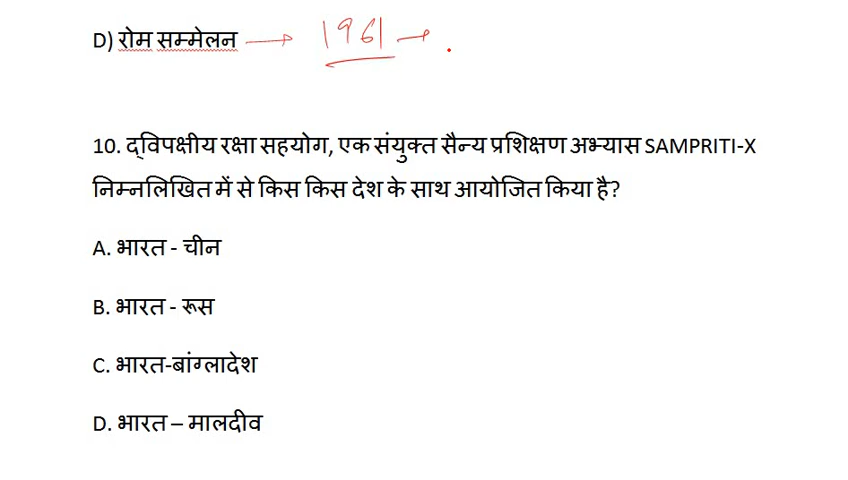 D) रोम सम्मेलन → 1961 →
10. द्विपक्षीय रक्षा सहयोग, एक संयुक्त सैन्य प्रशिक्षण अभ्यास SAMPRITI-X
निम्नलिखित में से किस किस देश के साथ आयोजित किया है?
A. भारत - चीन
B. भारत - रूस
C. भारत-बांग्लादेश
D. भारत – मालदीव